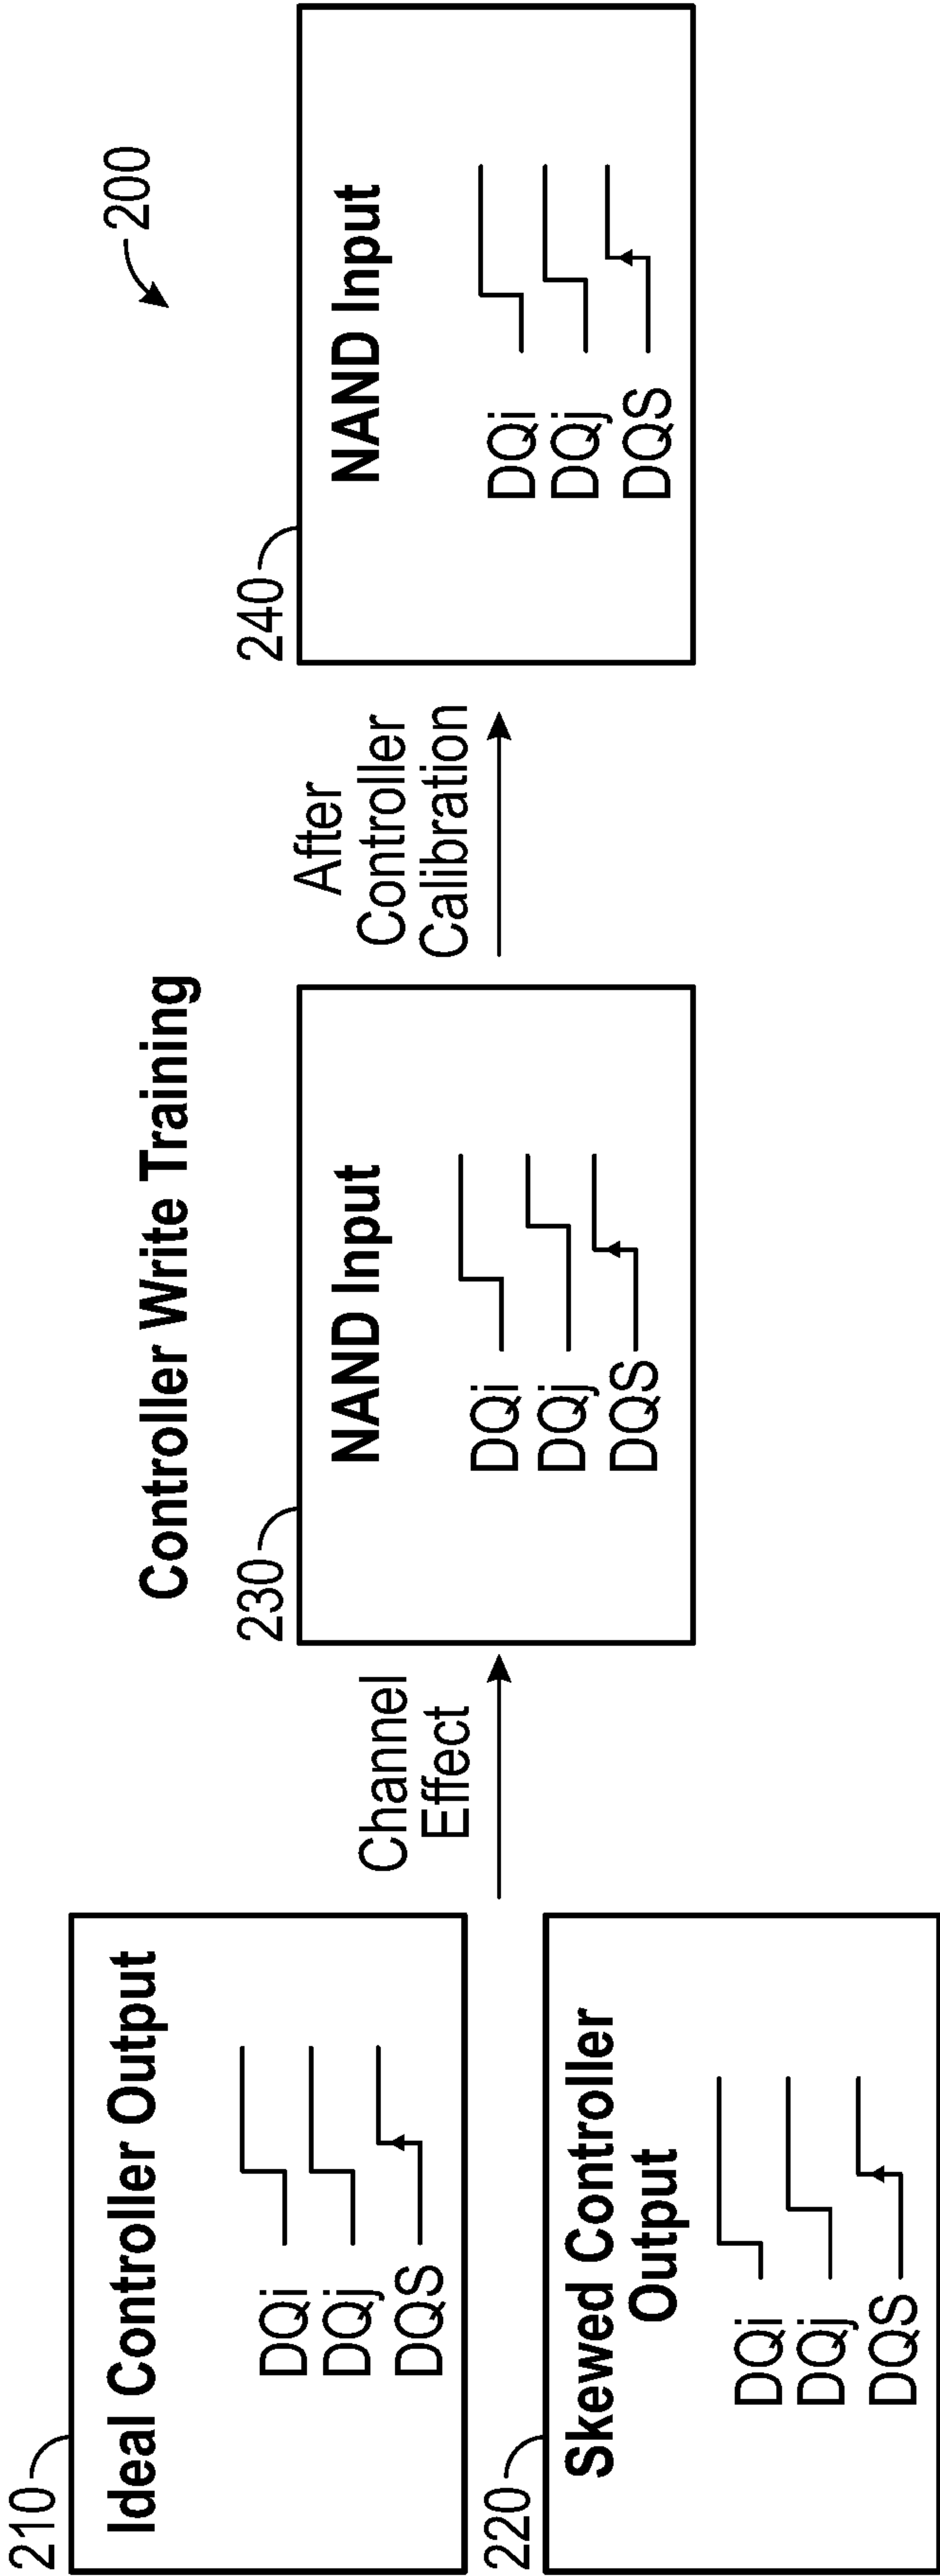 Controller Write Training
200
210
Ideal Controller Output
DQi
DQj
DQS
220
Skewed Controller
Output
DQi
DQj
DQS
Channel
Effect
230
NAND Input
DQi
DQj
DQS
After
Controller
Calibration
240
NAND Input
DQi
DQj
DQS